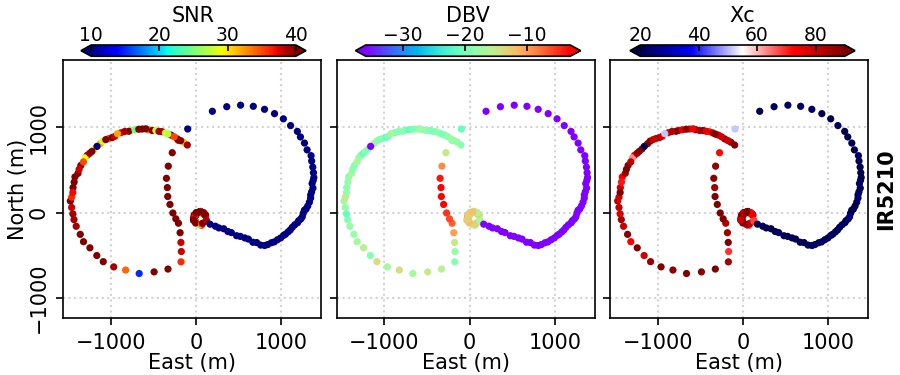 SNR
DBV
Xc
10 20 30 40
−30 −20 −10
20 40 60 80
North (m)
1000
0
−1000
−1000 0 1000
−1000 0 1000
−1000 0 1000
East (m)
East (m)
East (m)
IR5210